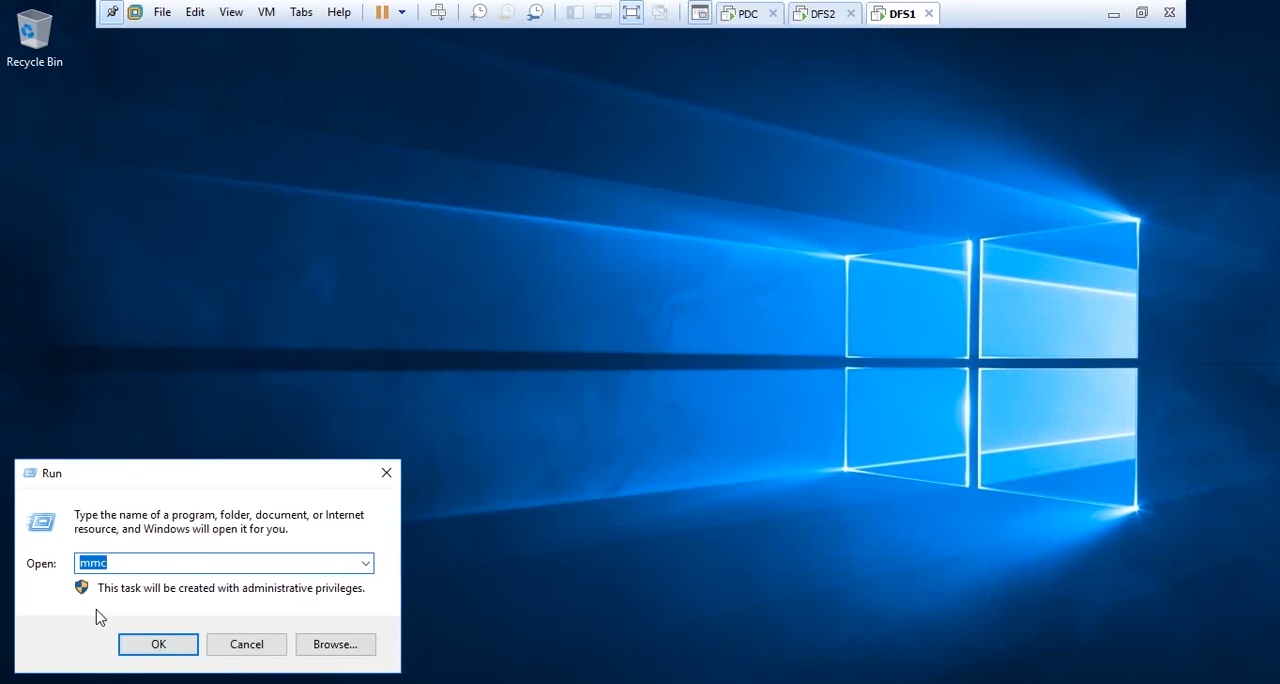 File Edit View VM Tabs Help PDC DFS2 DFS1
Recycle Bin
Run
Type the name of a program, folder, document, or Internet
resource, and Windows will open it for you.
Open: mmc
This task will be created with administrative privileges.
OK Cancel Browse...